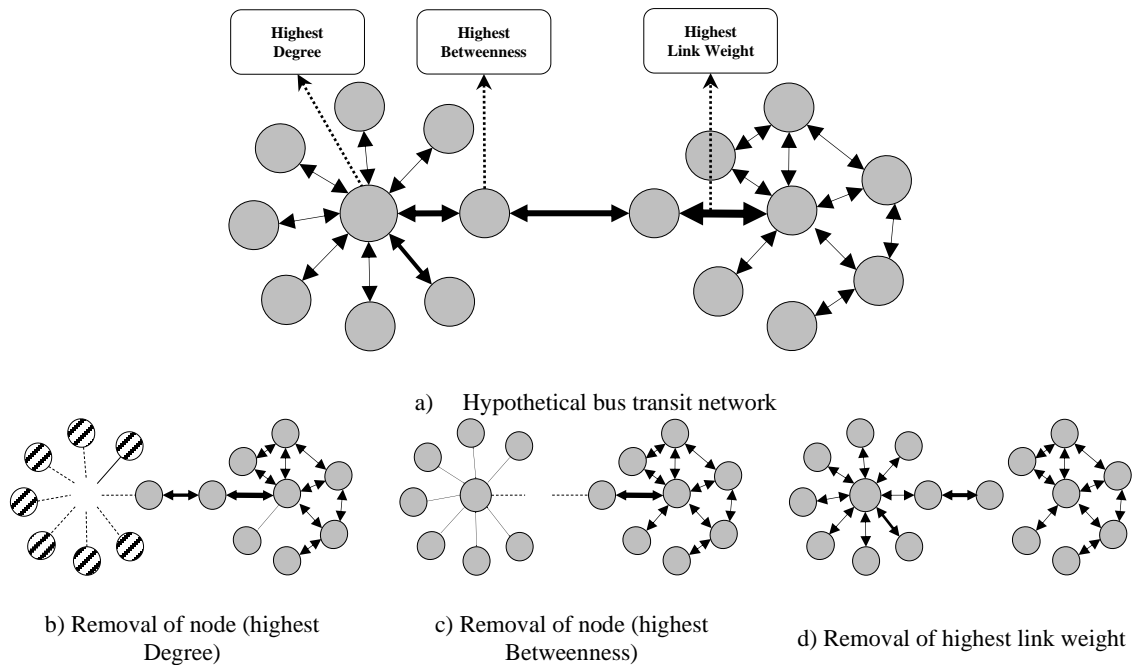 Highest
Degree
Highest
Betweenness
Highest
Link Weight
a) Hypothetical bus transit network
b) Removal of node (highest
Degree)
c) Removal of node (highest
Betweenness)
d) Removal of highest link weight